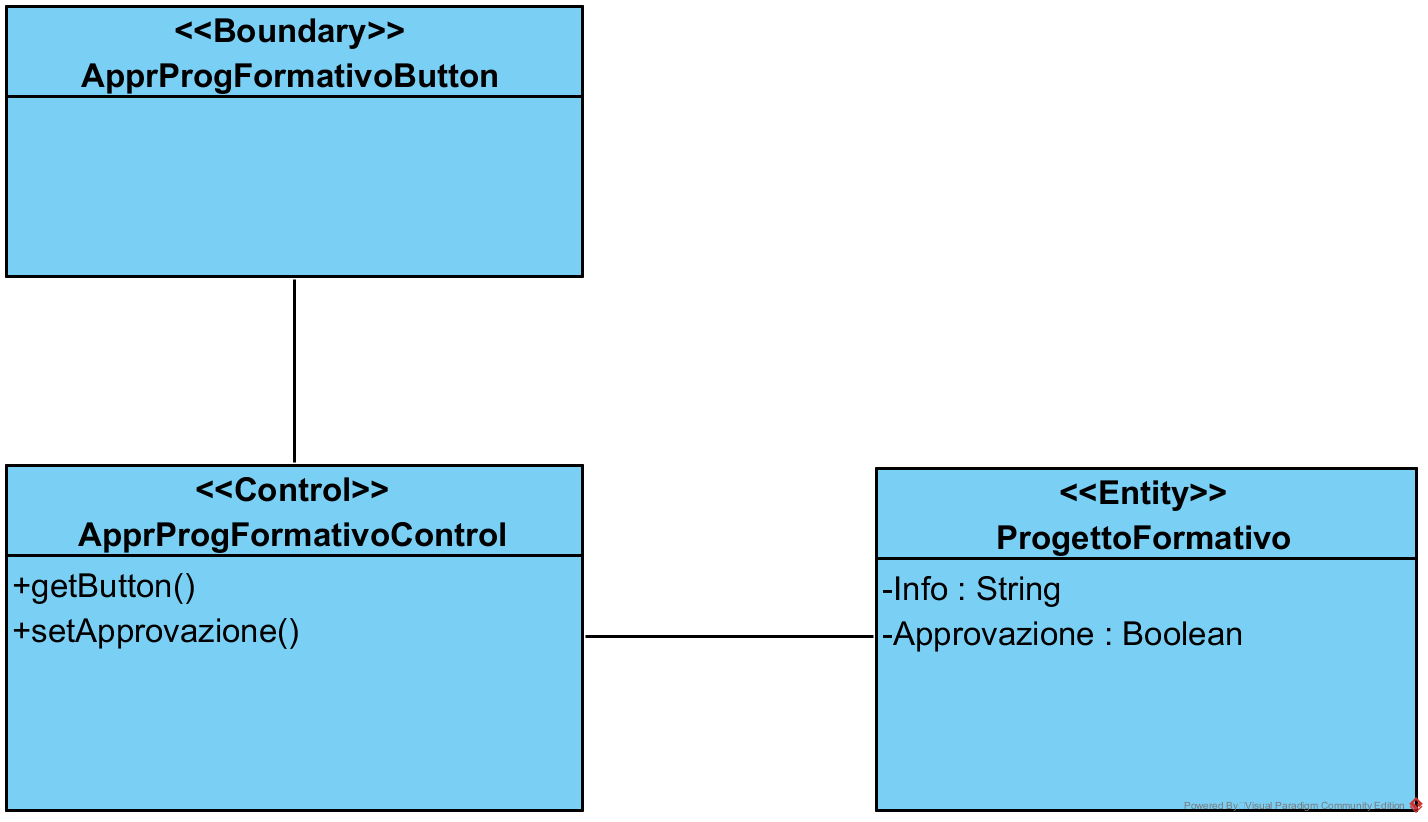 <<Boundary>>
ApprProgFormativoButton
<<Control>>
ApprProgFormativoControl
+getButton()
+setApprovazione()
<<Entity>>
ProgettoFormativo
-Info : String
-Approvazione : Boolean
Powered By Visual Paradigm Community Edition